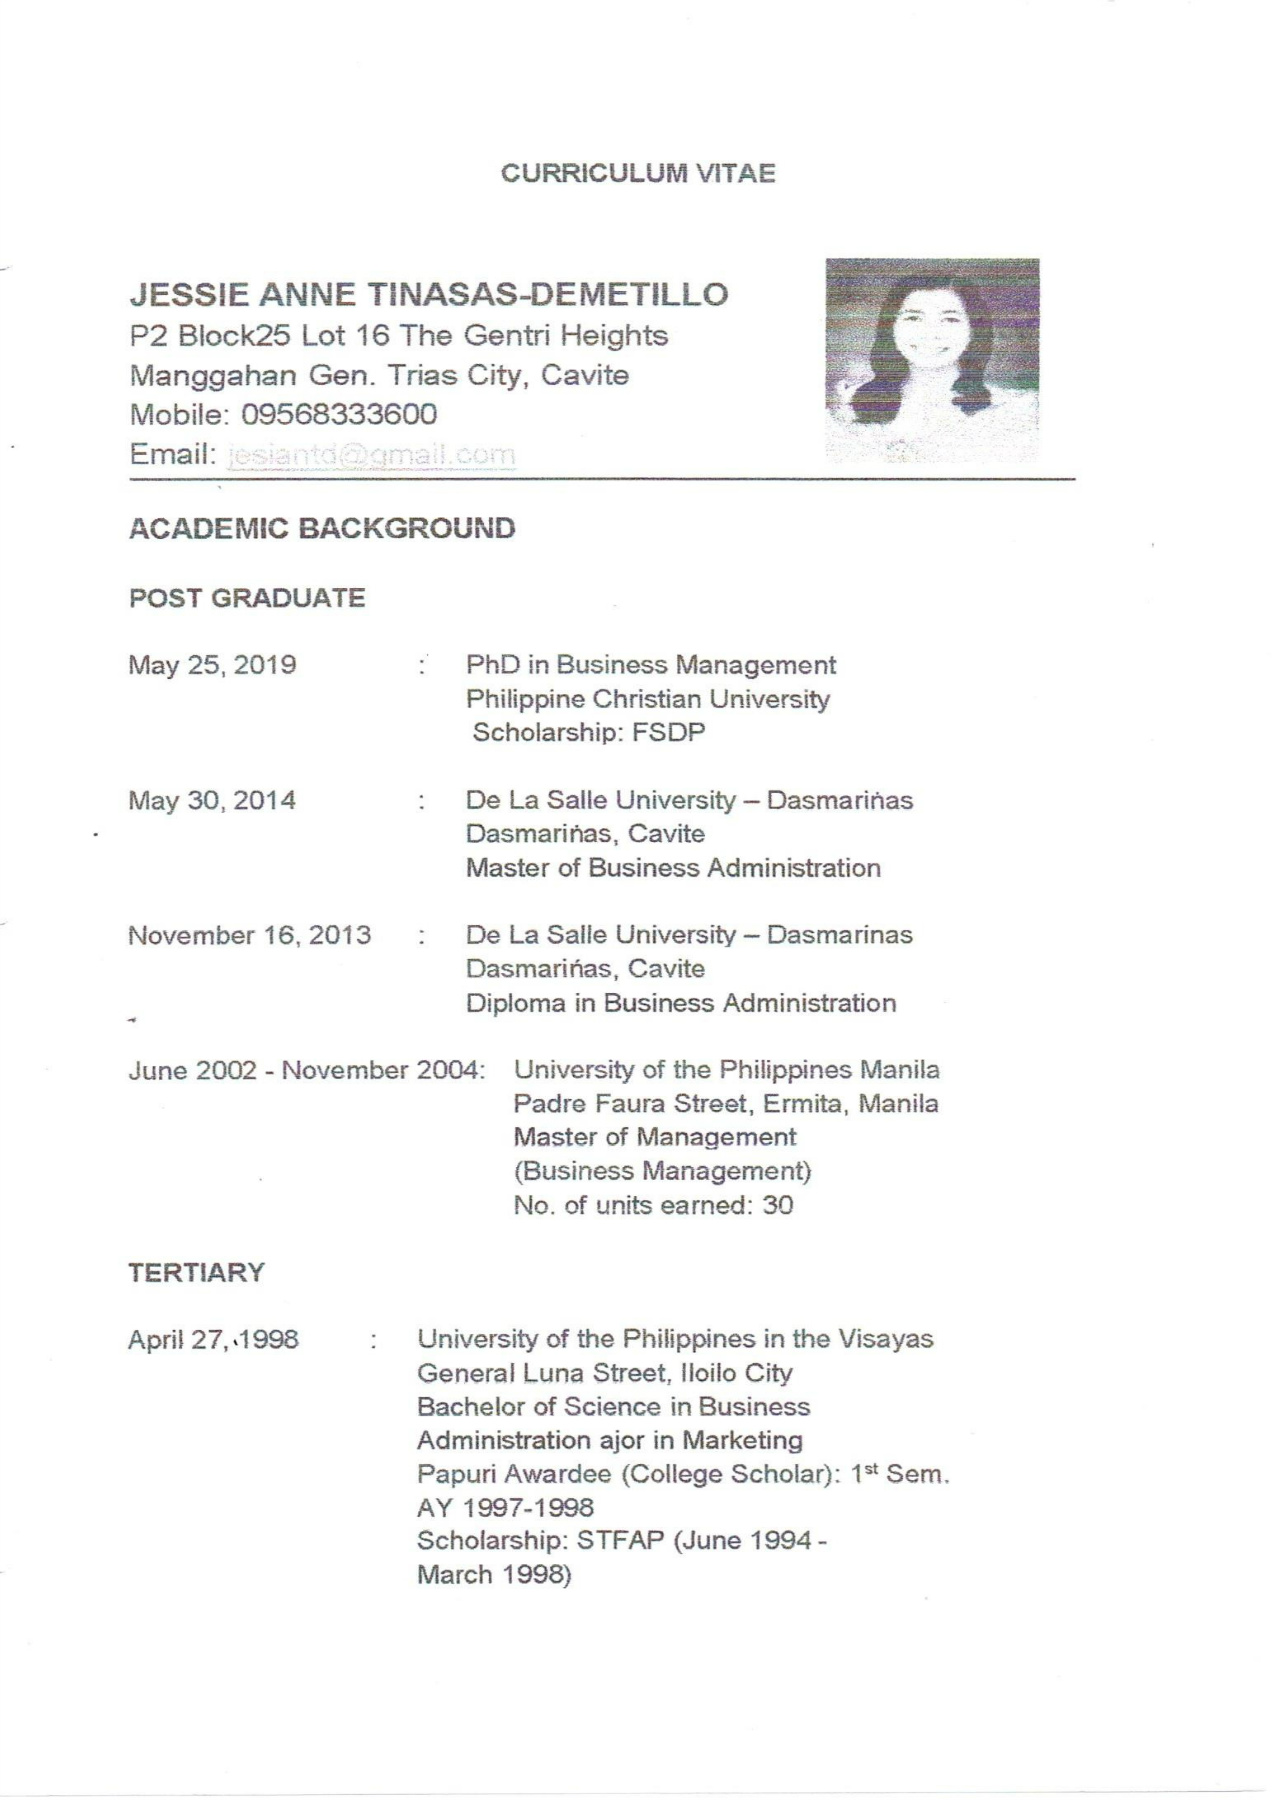 CURRICULUM VITAE
JESSIE ANNE TINASAS-DEMETILLO
P2 Block25 Lot 16 The Gentri Heights
Manggahan Gen. Trias City, Cavite
Mobile: 09568333600
Email: jesiantd@gmail.com
ACADEMIC BACKGROUND
POST GRADUATE
May 25, 2019 : PhD in Business Management
Philippine Christian University
Scholarship: FSDP
May 30, 2014 : De La Salle University – Dasmariñas
Dasmariñas, Cavite
Master of Business Administration
November 16, 2013 : De La Salle University – Dasmarinas
Dasmariñas, Cavite
Diploma in Business Administration
June 2002 - November 2004: University of the Philippines Manila
Padre Faura Street, Ermita, Manila
Master of Management
(Business Management)
No. of units earned: 30
TERTIARY
April 27, 1998 : University of the Philippines in the Visayas
General Luna Street, Iloilo City
Bachelor of Science in Business
Administration ajor in Marketing
Papuri Awardee (College Scholar): 1st Sem.
AY 1997-1998
Scholarship: STFAP (June 1994 -
March 1998)